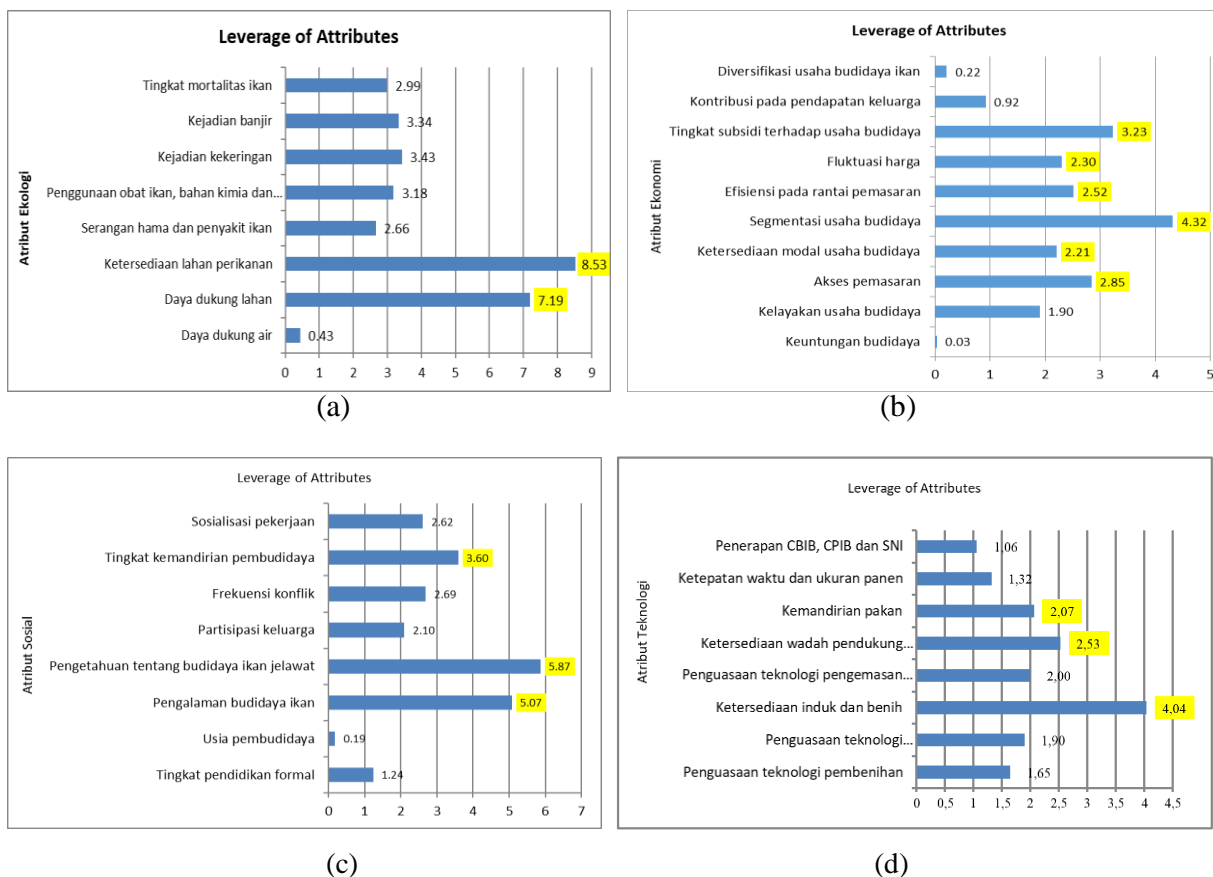 Leverage of Attributes
Atribut Ekologi
Tingkat mortalitas ikan 2.99
Kejadian banjir 3.34
Kejadian kekeringan 3.43
Penggunaan obat ikan, bahan kimia dan... 3.18
Serangan hama dan penyakit ikan 2.66
Ketersediaan lahan perikanan 8.53
Daya dukung lahan 7.19
Daya dukung air 0.43
0 1 2 3 4 5 6 7 8 9
(a)
Leverage of Attributes
Atribut Ekonomi
Diversifikasi usaha budidaya ikan 0.22
Kontribusi pada pendapatan keluarga 0.92
Tingkat subsidi terhadap usaha budidaya 3.23
Fluktuasi harga 2.30
Efisiensi pada rantai pemasaran 2.52
Segmentasi usaha budidaya 4.32
Ketersediaan modal usaha budidaya 2.21
Akses pemasaran 2.85
Kelayakan usaha budidaya 1.90
Keuntungan budidaya 0.03
0 1 2 3 4 5
(b)
Leverage of Attributes
Atribut Sosial
Sosialisasi pekerjaan 2.62
Tingkat kemandirian pembudidaya 3.60
Frekuensi konflik 2.69
Partisipasi keluarga 2.10
Pengetahuan tentang budidaya ikan jelawat 5.87
Pengalaman budidaya ikan 5.07
Usia pembudidaya 0.19
Tingkat pendidikan formal 1.24
0 1 2 3 4 5 6 7
(c)
Leverage of Attributes
Atribut Teknologi
Penerapan CBIB, CPIB dan SNI 1,06
Ketepatan waktu dan ukuran panen 1,32
Kemandirian pakan 2,07
Ketersediaan wadah pendukung... 2,53
Penguasaan teknologi pengemasan... 2,00
Ketersediaan induk dan benih 4,04
Penguasaan teknologi... 1,90
Penguasaan teknologi pembenihan 1,65
0 0,5 1 1,5 2 2,5 3 3,5 4 4,5
(d)